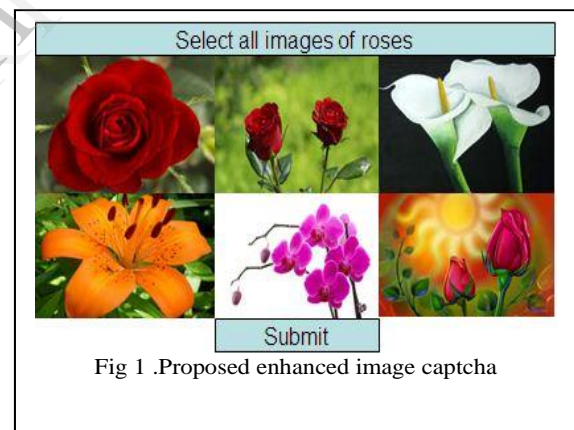 Select all images of roses
Submit
Fig 1 .Proposed enhanced image captcha